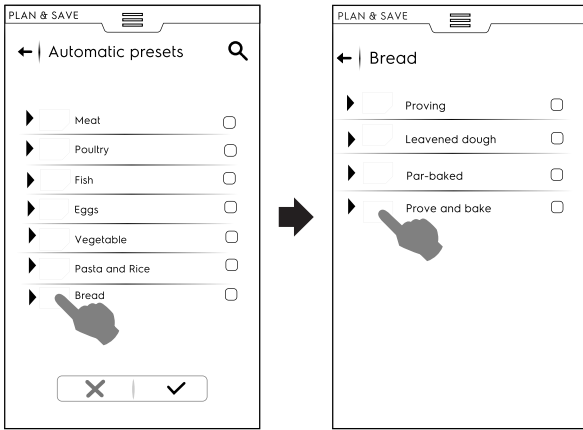 PLAN & SAVE
Automatic presets
Meat
Poultry
Fish
Eggs
Vegetable
Pasta and Rice
Bread
PLAN & SAVE
Bread
Proving
Leavened dough
Par-baked
Prove and bake